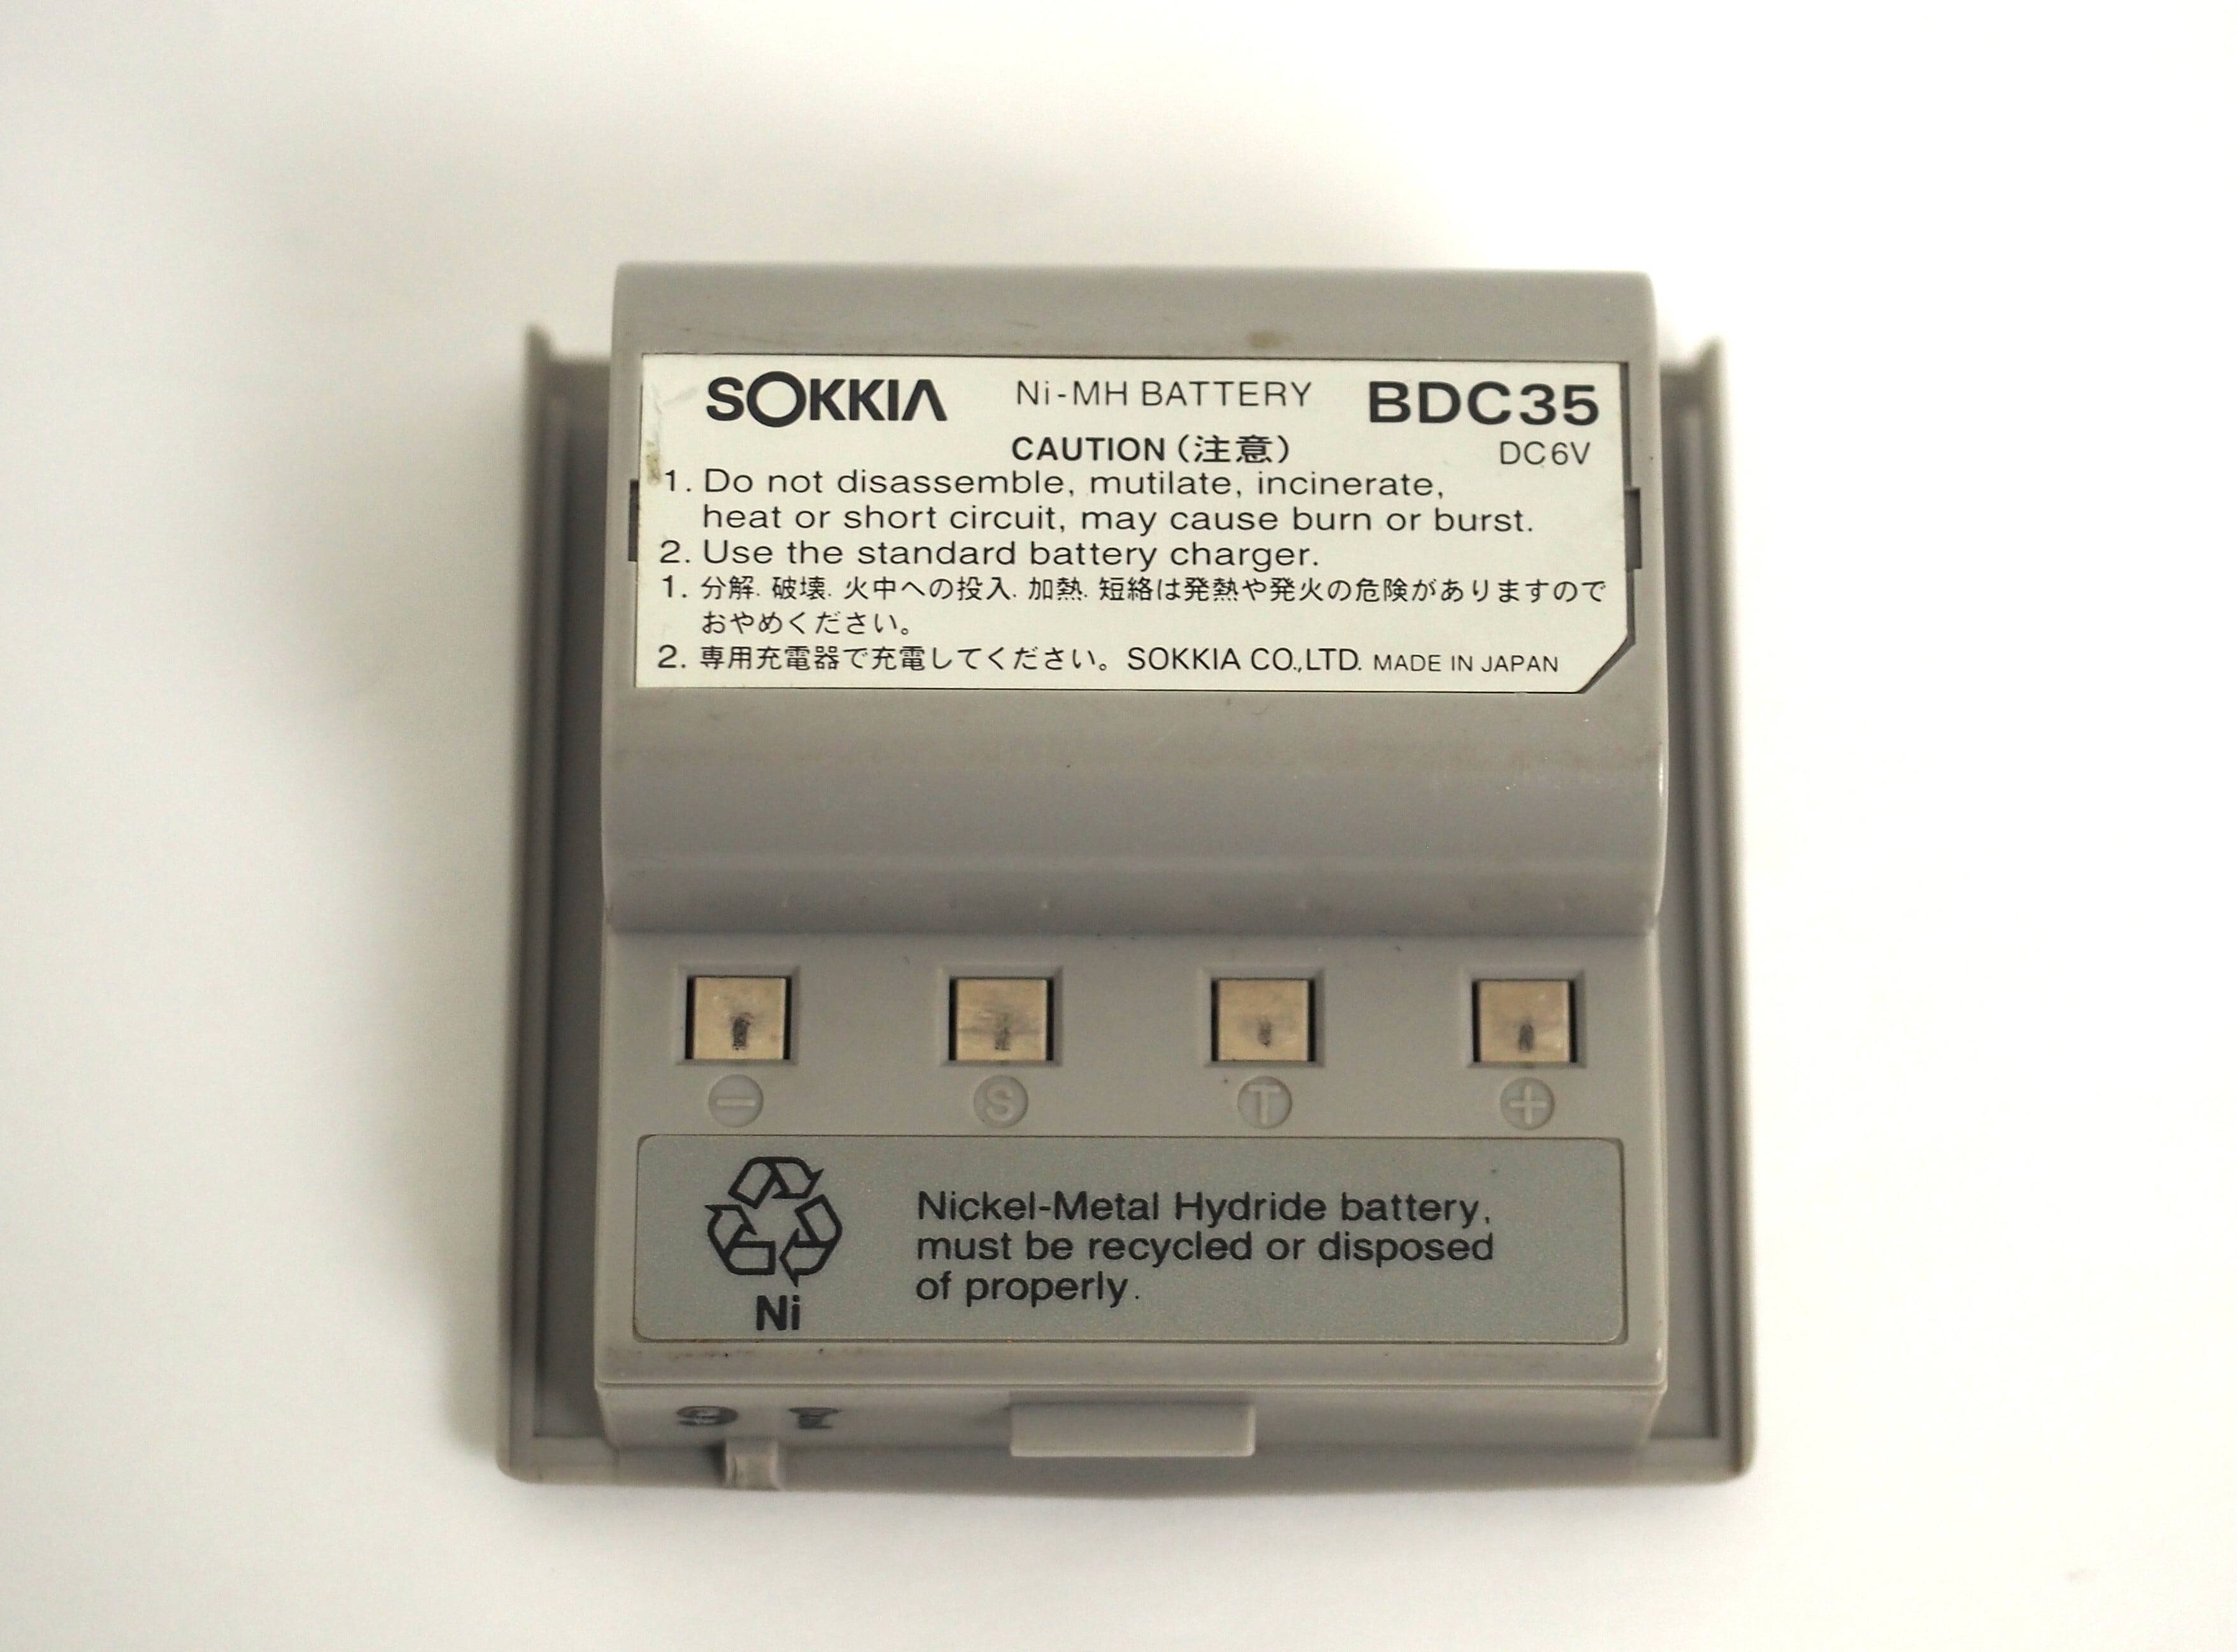 SOKKIA Ni-MH BATTERY BDC35
CAUTION (注意) DC6V
1. Do not disassemble, mutilate, incinerate,
heat or short circuit, may cause burn or burst.
2. Use the standard battery charger.
1. 分解. 破壊. 火中への投入. 加熱. 短絡は発熱や発火の危険がありますので
おやめください。
2. 専用充電器で充電してください。 SOKKIA CO.,LTD. MADE IN JAPAN
− S T +
Nickel-Metal Hydride battery,
must be recycled or disposed
of properly.
Ni